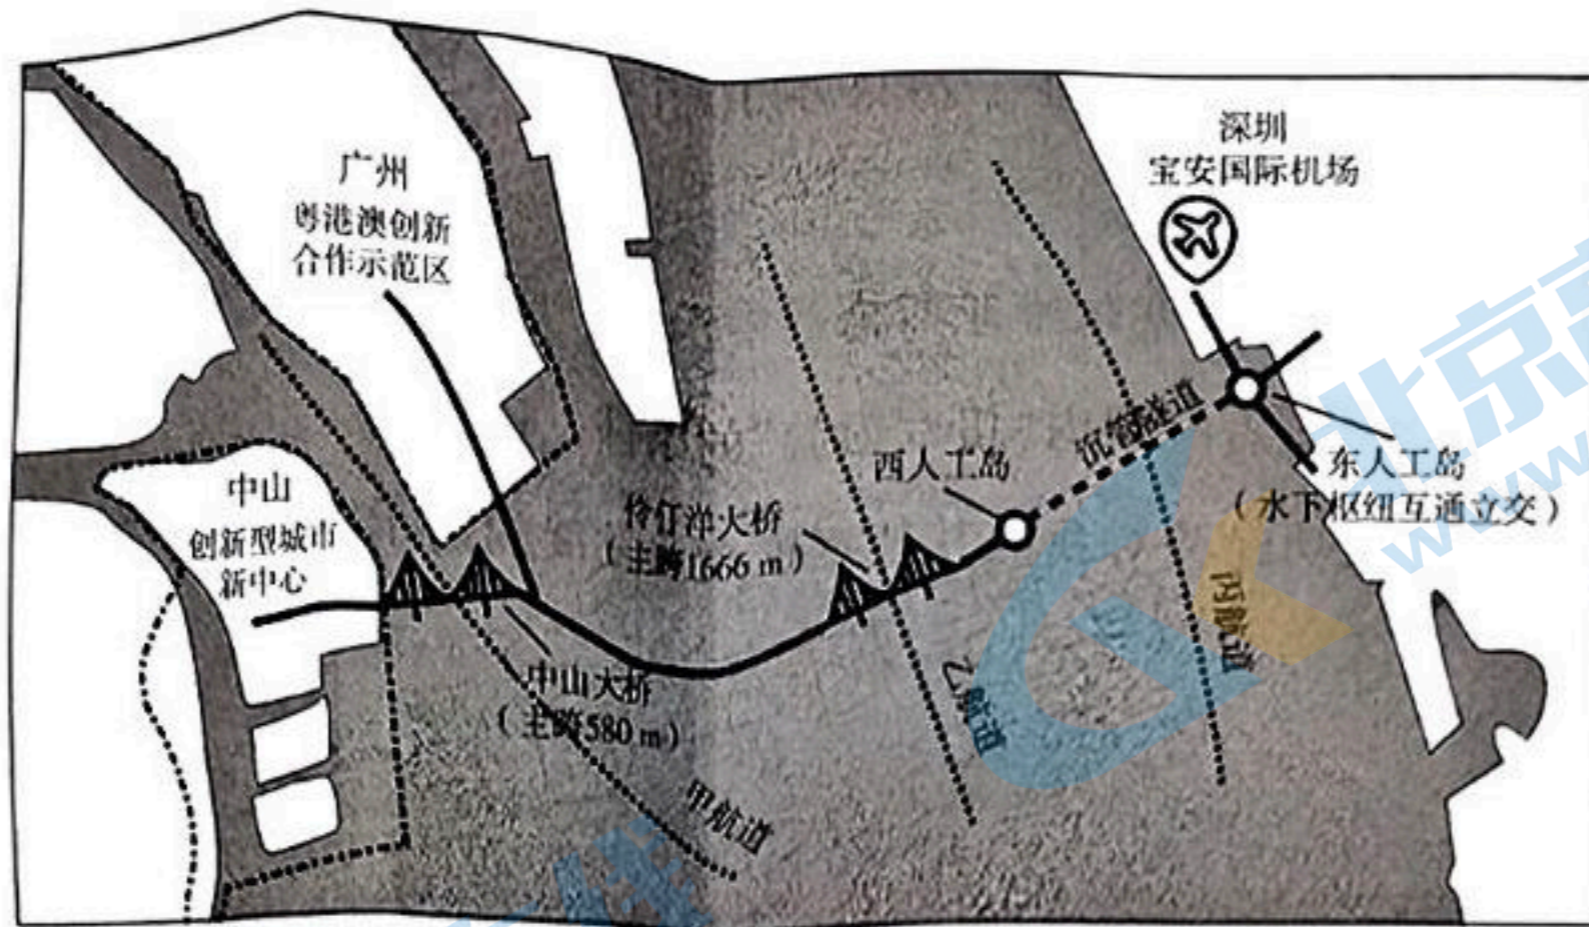 广州
粤港澳创新
合作示范区
深圳
宝安国际机场
中山
创新型城市
新中心
伶仃洋大桥
(主跨1666 m)
西人工岛
沉管隧道
东人工岛
(水下枢纽互通立交)
中山大桥
(主跨580 m)
甲航道
乙航道
丙航道
北京
www